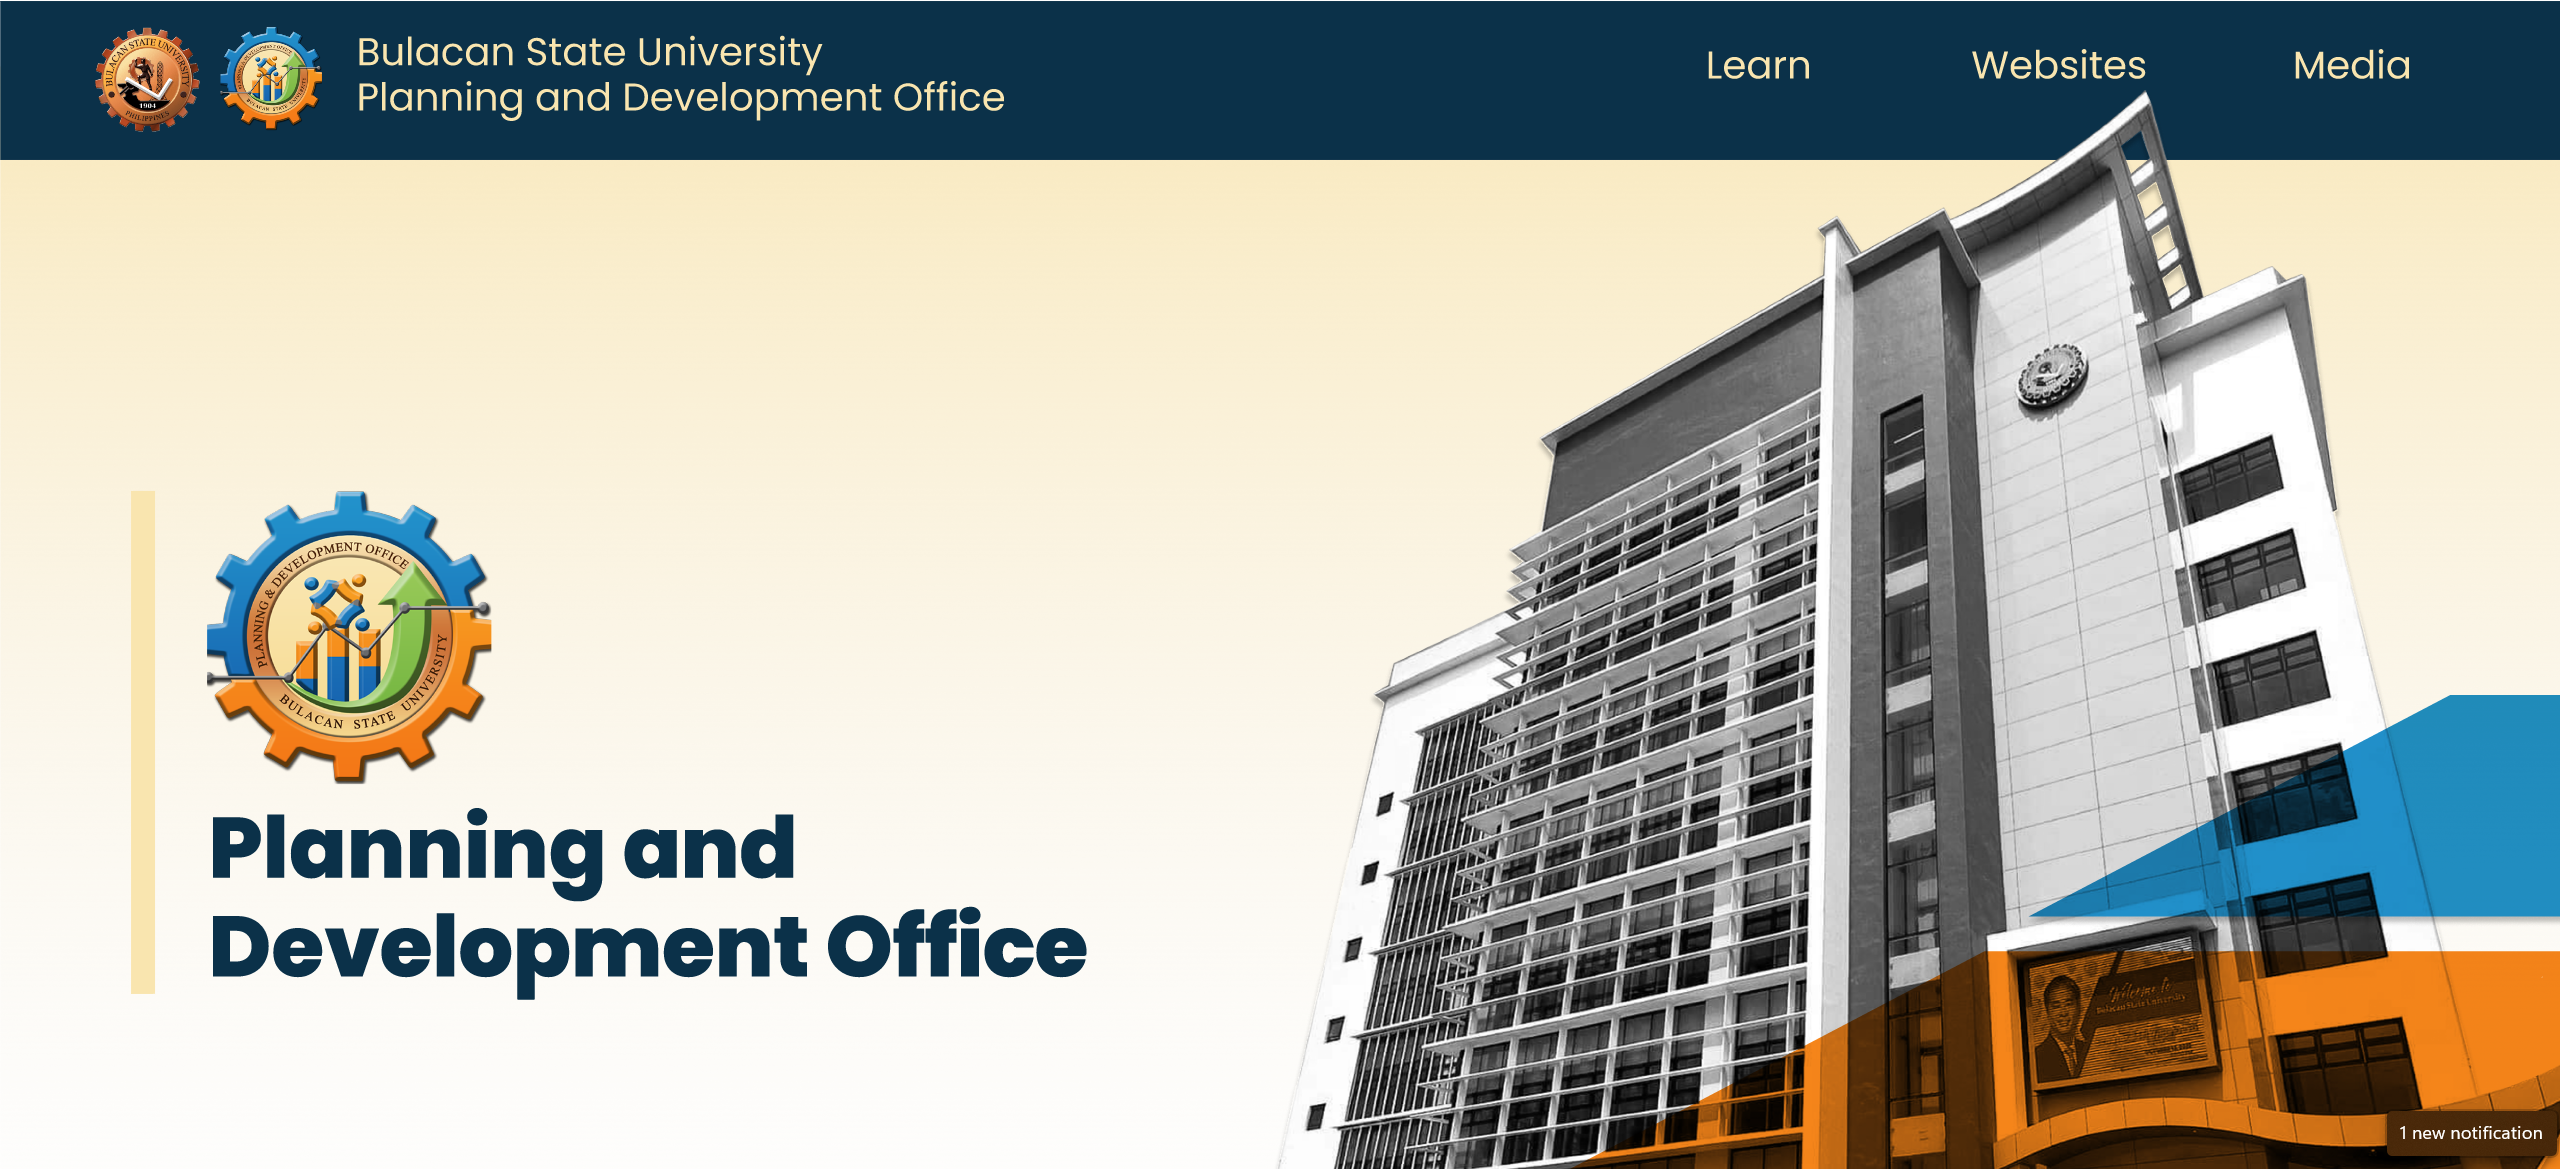 Bulacan State University
Planning and Development Office
Learn
Websites
Media
BULACAN STATE UNIVERSITY
1904
PHILIPPINES
PLANNING & DEVELOPMENT OFFICE
BULACAN STATE UNIVERSITY
PLANNING & DEVELOPMENT OFFICE
BULACAN STATE UNIVERSITY
Planning and
Development Office
Welcome to
Bulacan State University
1 new notification